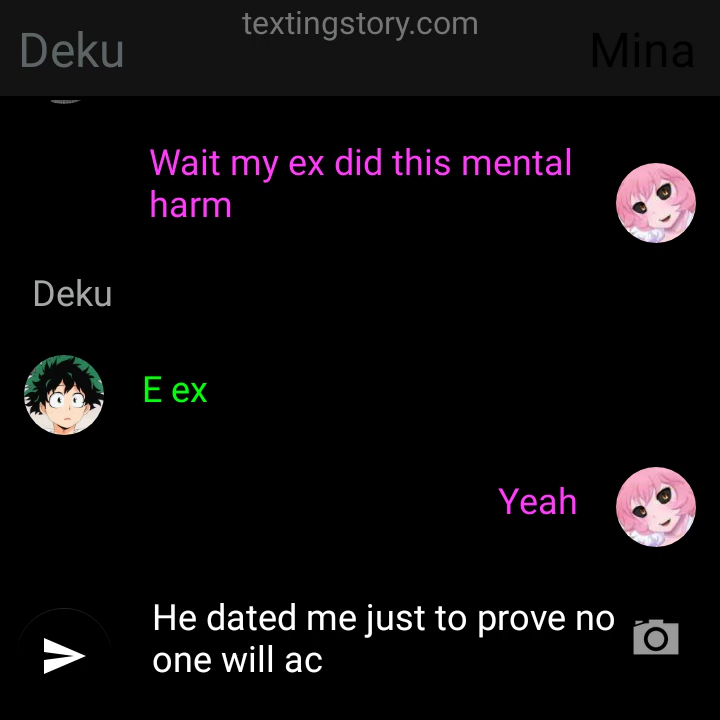 textingstory.com
Deku
Mina
Wait my ex did this mental
harm
Deku
E ex
Yeah
He dated me just to prove no
one will ac